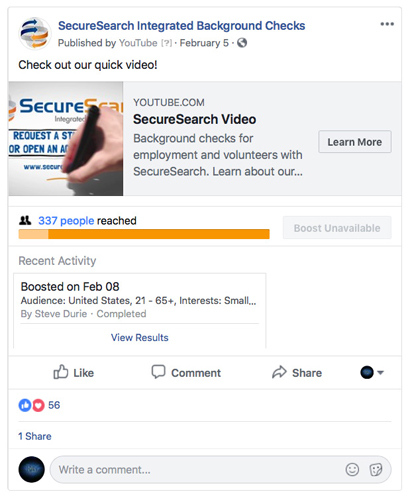 SecureSearch Integrated Background Checks
Published by YouTube [?] · February 5 ·
Check out our quick video!
SecureSear
Integrated
REQUEST A ST
OR OPEN AN A
www.secure
YOUTUBE.COM
SecureSearch Video
Background checks for
employment and volunteers with
SecureSearch. Learn about our...
Learn More
337 people reached
Boost Unavailable
Recent Activity
Boosted on Feb 08
Audience: United States, 21 - 65+, Interests: Small,...
By Steve Durie · Completed
View Results
Like
Comment
Share
56
1 Share
Write a comment...